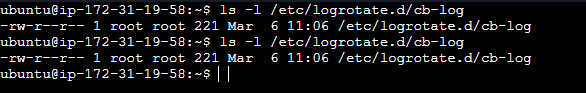 ubuntu@ip-172-31-19-58:~$ ls -l /etc/logrotate.d/cb-log
-rw-r--r-- 1 root root 221 Mar  6 11:06 /etc/logrotate.d/cb-log
ubuntu@ip-172-31-19-58:~$ ls -l /etc/logrotate.d/cb-log
-rw-r--r-- 1 root root 221 Mar  6 11:06 /etc/logrotate.d/cb-log
ubuntu@ip-172-31-19-58:~$